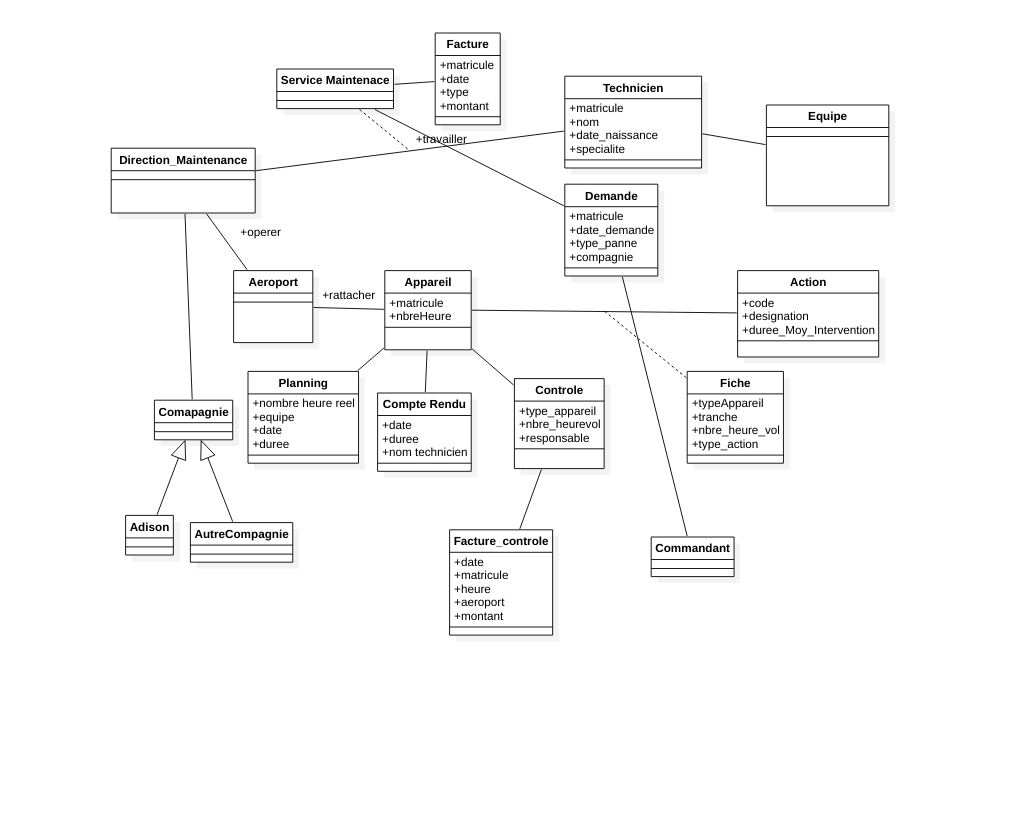 Facture
+matricule
+date
+type
+montant
Service Maintenace
Technicien
+matricule
+nom
+date_naissance
+specialite
Equipe
+travailler
Direction_Maintenance
Demande
+matricule
+date_demande
+type_panne
+compagnie
+operer
Aeroport
+rattacher
Appareil
+matricule
+nbreHeure
Action
+code
+designation
+duree_Moy_Intervention
Planning
+nombre heure reel
+equipe
+date
+duree
Compte Rendu
+date
+duree
+nom technicien
Controle
+type_appareil
+nbre_heurevol
+responsable
Fiche
+typeAppareil
+tranche
+nbre_heure_vol
+type_action
Comapagnie
Adison
AutreCompagnie
Facture_controle
+date
+matricule
+heure
+aeroport
+montant
Commandant